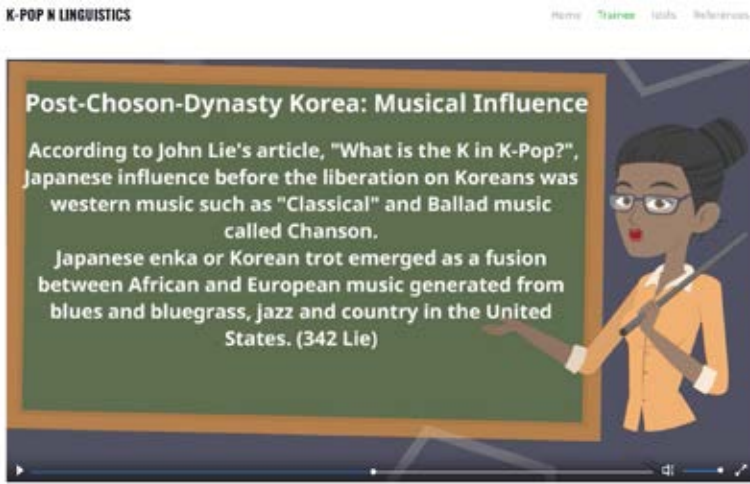 K-POP N LINGUISTICS
Home Trainee Idols References
Post-Choson-Dynasty Korea: Musical Influence
According to John Lie's article, "What is the K in K-Pop?",
Japanese influence before the liberation on Koreans was
western music such as "Classical" and Ballad music
called Chanson.
Japanese enka or Korean trot emerged as a fusion
between African and European music generated from
blues and bluegrass, jazz and country in the United
States. (342 Lie)